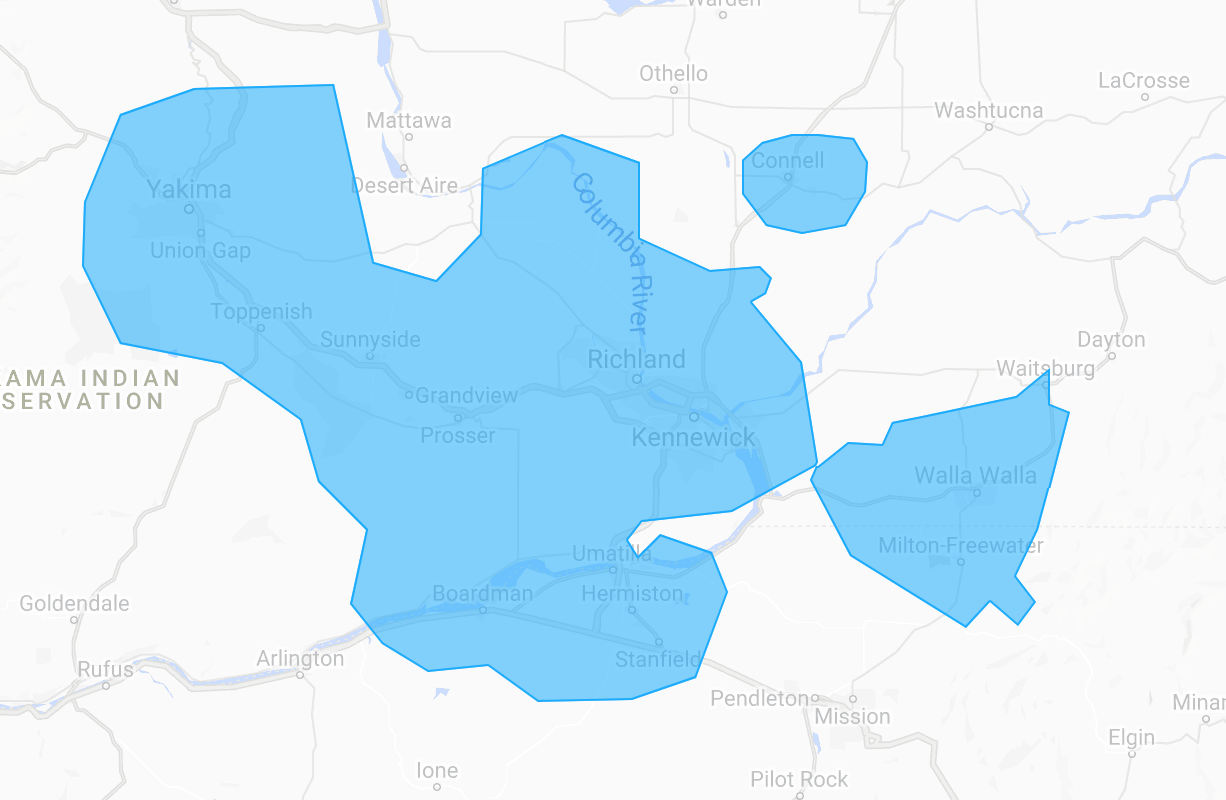 Warden
Othello
LaCrosse
Washtucna
Mattawa
Connell
Desert Aire
Yakima
Columbia River
Union Gap
Toppenish
Sunnyside
Dayton
Richland
Waitsburg
AMA INDIAN
SERVATION
Grandview
Prosser
Kennewick
Walla Walla
Milton-Freewater
Umatilla
Boardman
Hermiston
Goldendale
Arlington
Stanfield
Rufus
Pendleton
Mission
Minar
Elgin
Ione
Pilot Rock